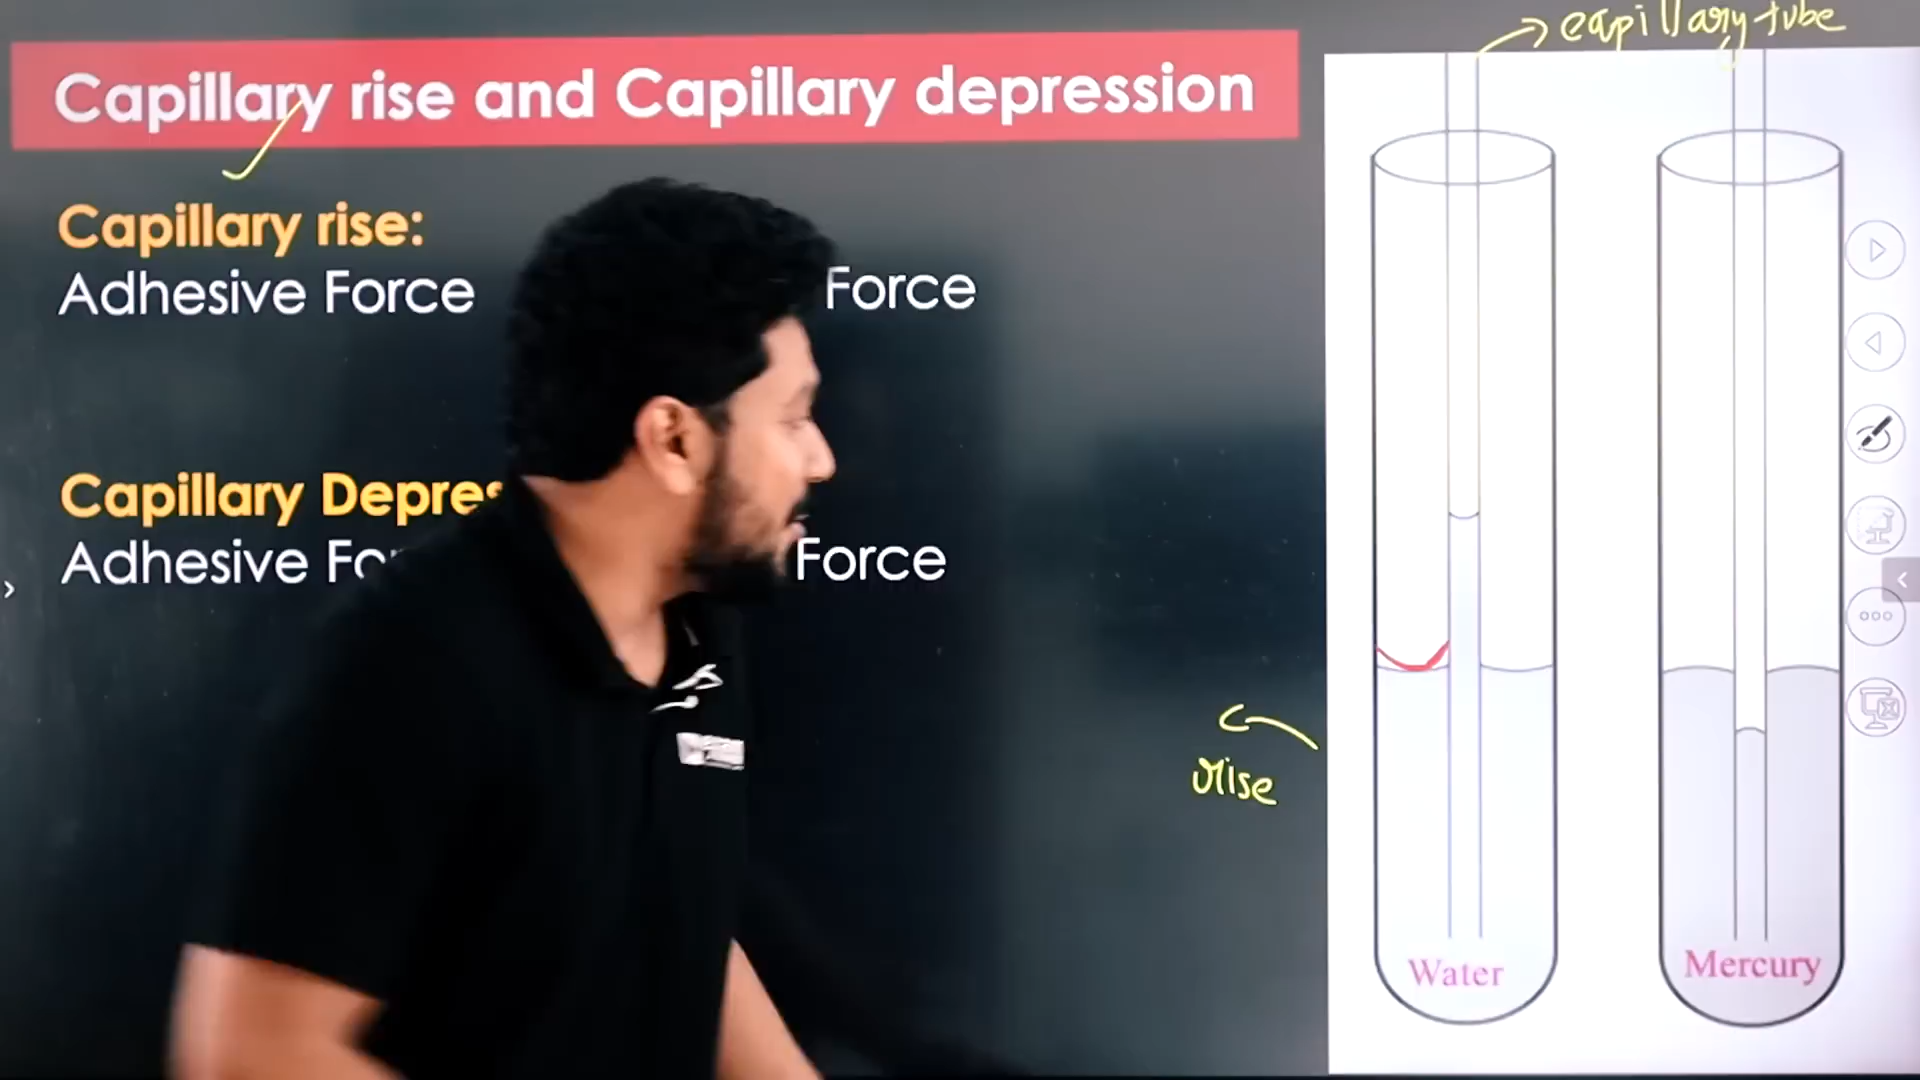 capillary tube
Capillary rise and Capillary depression
Capillary rise:
Adhesive Force Force
Capillary Depres
Adhesive Fo Force
rise
Water
Mercury